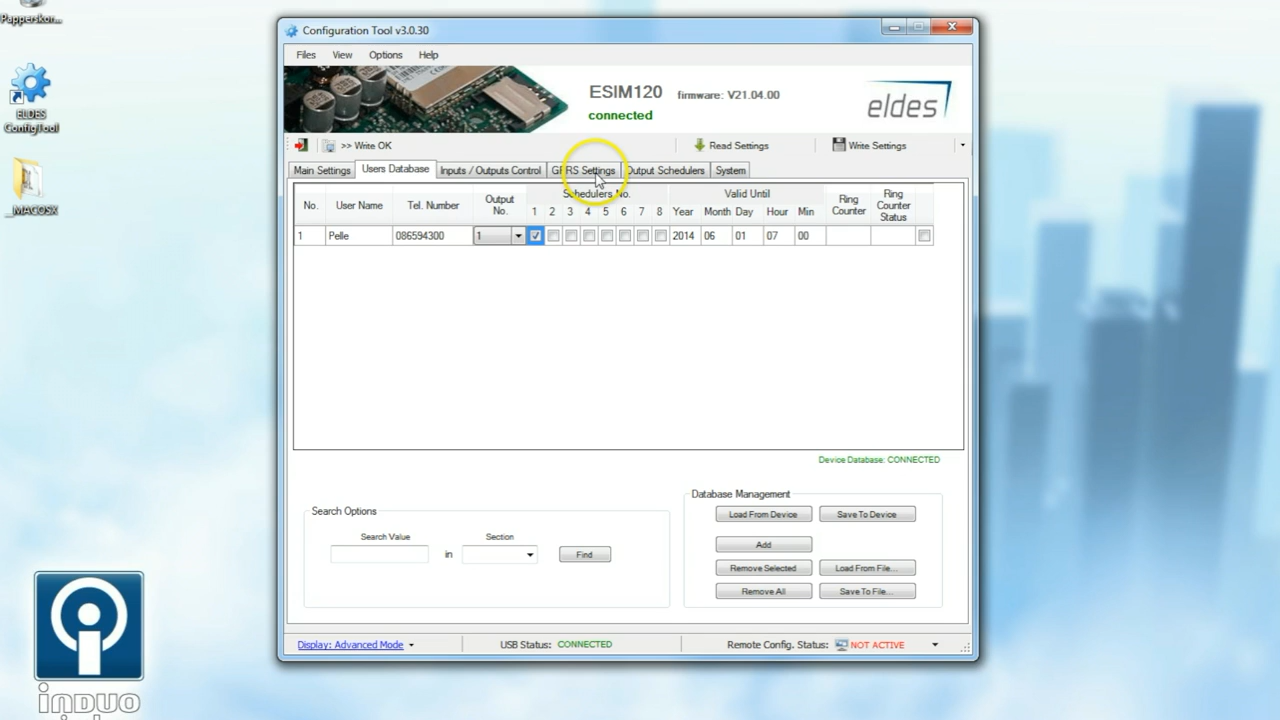 Papperskor...
ELDES
ConfigTool
_MACOSX
INDUO
Configuration Tool v3.0.30
Files View Options Help
ESIM120 firmware: V21.04.00
connected
eldes
>> Write OK Read Settings Write Settings
Main Settings Users Database Inputs / Outputs Control GPRS Settings Output Schedulers System
No. User Name Tel. Number Output No. Schedulers No. 1 2 3 4 5 6 7 8 Valid Until Year Month Day Hour Min Ring Counter Ring Counter Status
1 Pelle 086594300 1 2014 06 01 07 00
Device Database: CONNECTED
Search Options
Search Value Section
in Find
Database Management
Load From Device Save To Device
Add
Remove Selected Load From File...
Remove All Save To File...
Display: Advanced Mode USB Status: CONNECTED Remote Config. Status: NOT ACTIVE